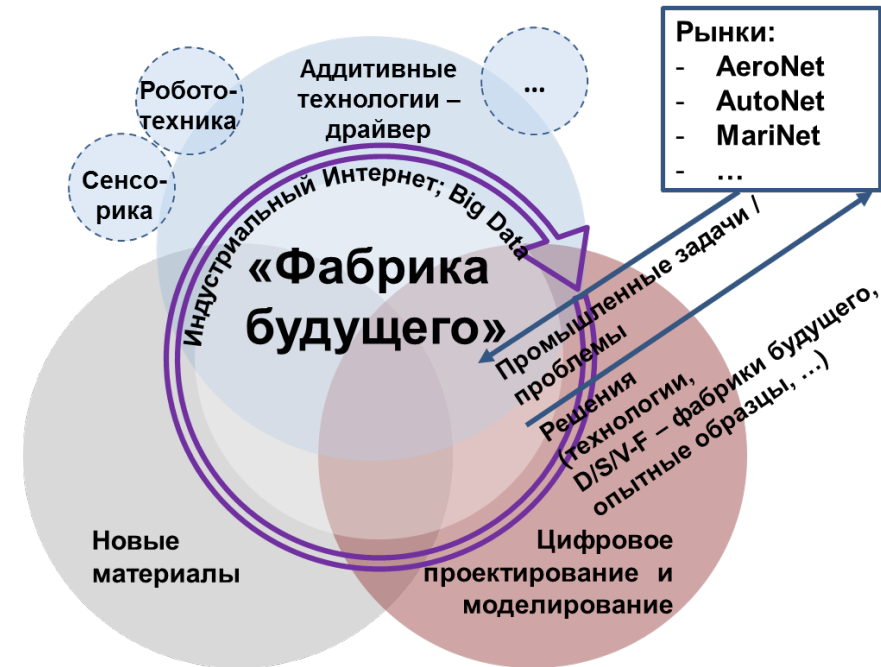 Рынки:
- AeroNet
- AutoNet
- MariNet
- …
Аддитивные
технологии –
драйвер
...
Робото-
техника
Сенсо-
рика
Индустриальный Интернет; Big Data
«Фабрика
будущего»
Промышленные задачи /
проблемы
Решения
(технологии,
D/S/V-F – фабрики будущего,
опытные образцы, …)
Новые
материалы
Цифровое
проектирование и
моделирование